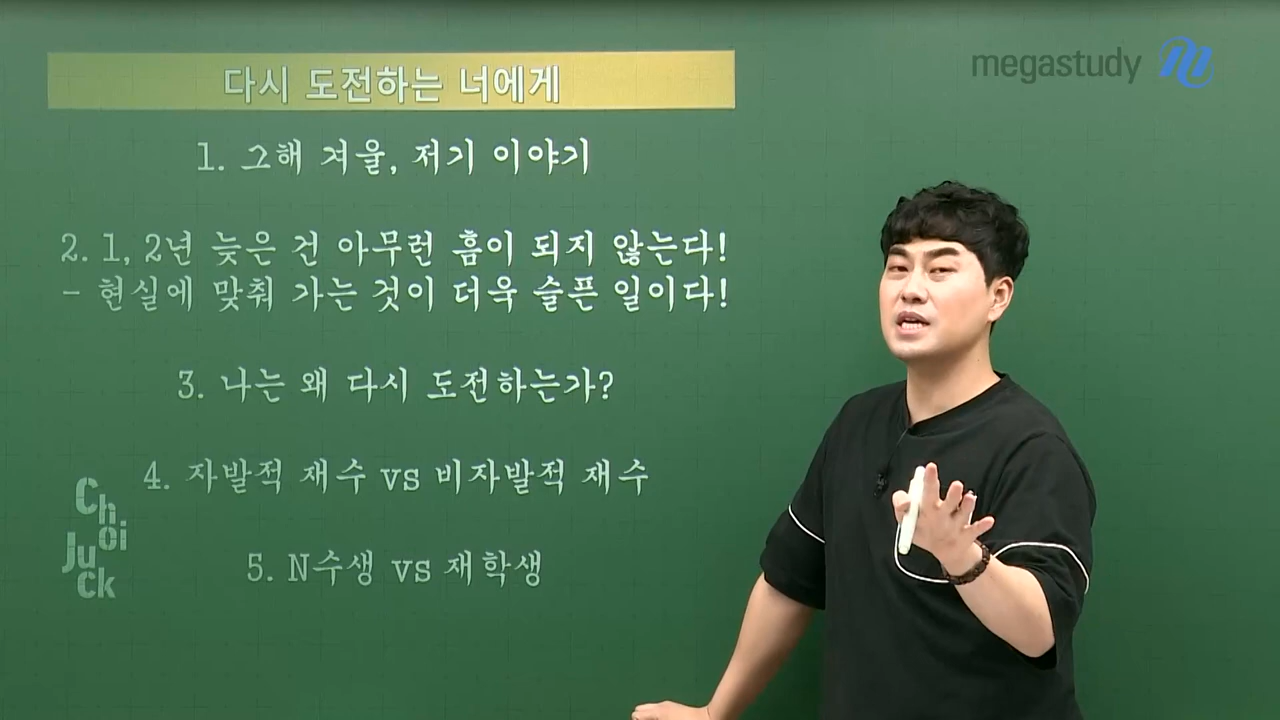 다시 도전하는 너에게
megastudy
1. 그해 겨울, 저기 이야기
2. 1, 2년 늦은 건 아무런 흠이 되지 않는다!
- 현실에 맞춰 가는 것이 더욱 슬픈 일이다!
3. 나는 왜 다시 도전하는가?
4. 자발적 재수 vs 비자발적 재수
5. N수생 vs 재학생
Choi
Juck